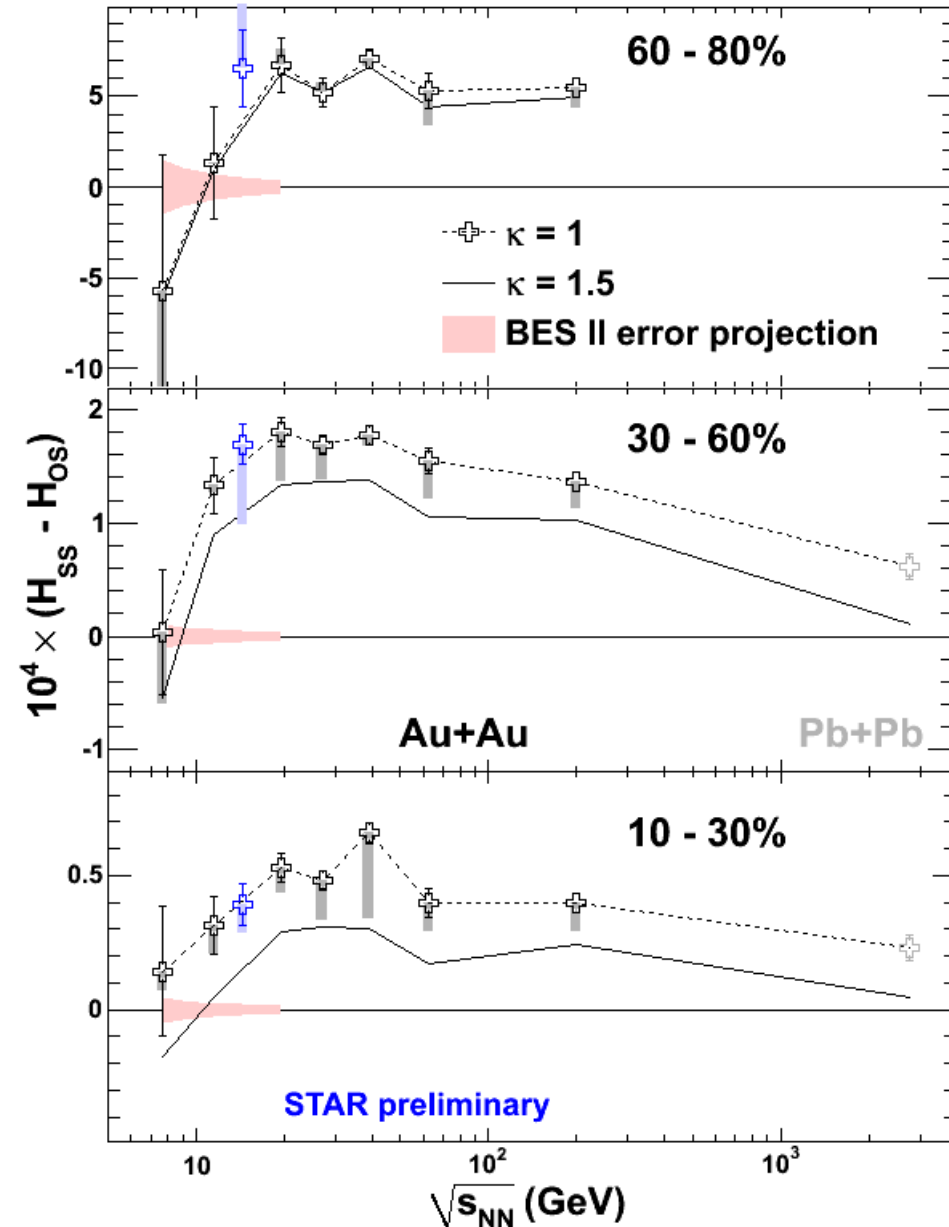 60 - 80%
5
0
-5
-10
κ = 1
κ = 1.5
BES II error projection
30 - 60%
2
1
0
-1
10⁴ × (H_SS - H_OS)
Au+Au
Pb+Pb
10 - 30%
0.5
0
STAR preliminary
10
10²
10³
√s_NN (GeV)